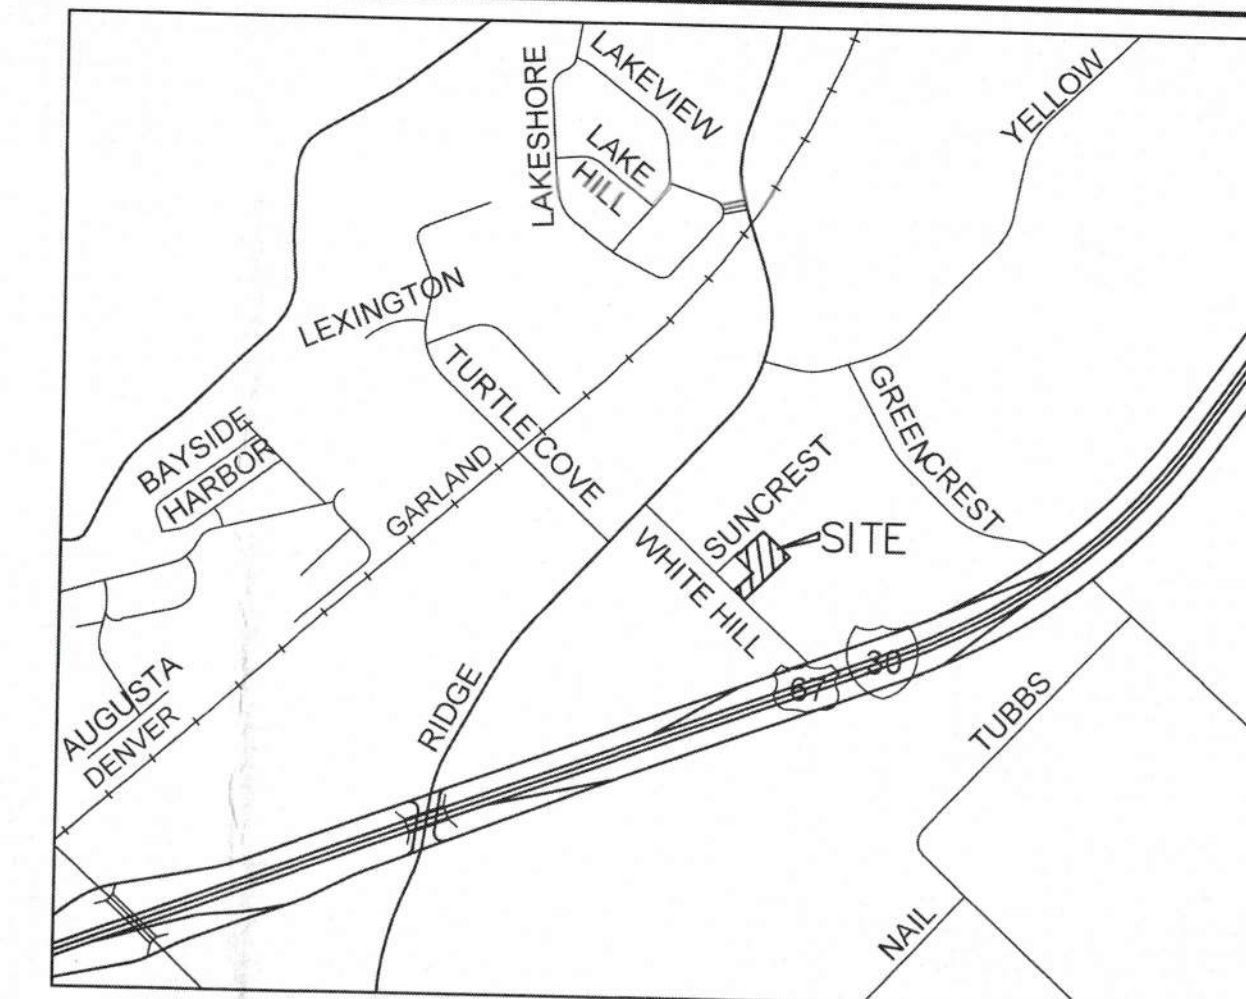 LAKESHORE
LAKEVIEW
LAKE
HILL
YELLOW
LEXINGTON
TURTLE COVE
GREENCREST
BAYSIDE
HARBOR
GARLAND
SUNCREST
SITE
WHITE HILL
67
30
AUGUSTA
DENVER
RIDGE
TUBBS
NAIL